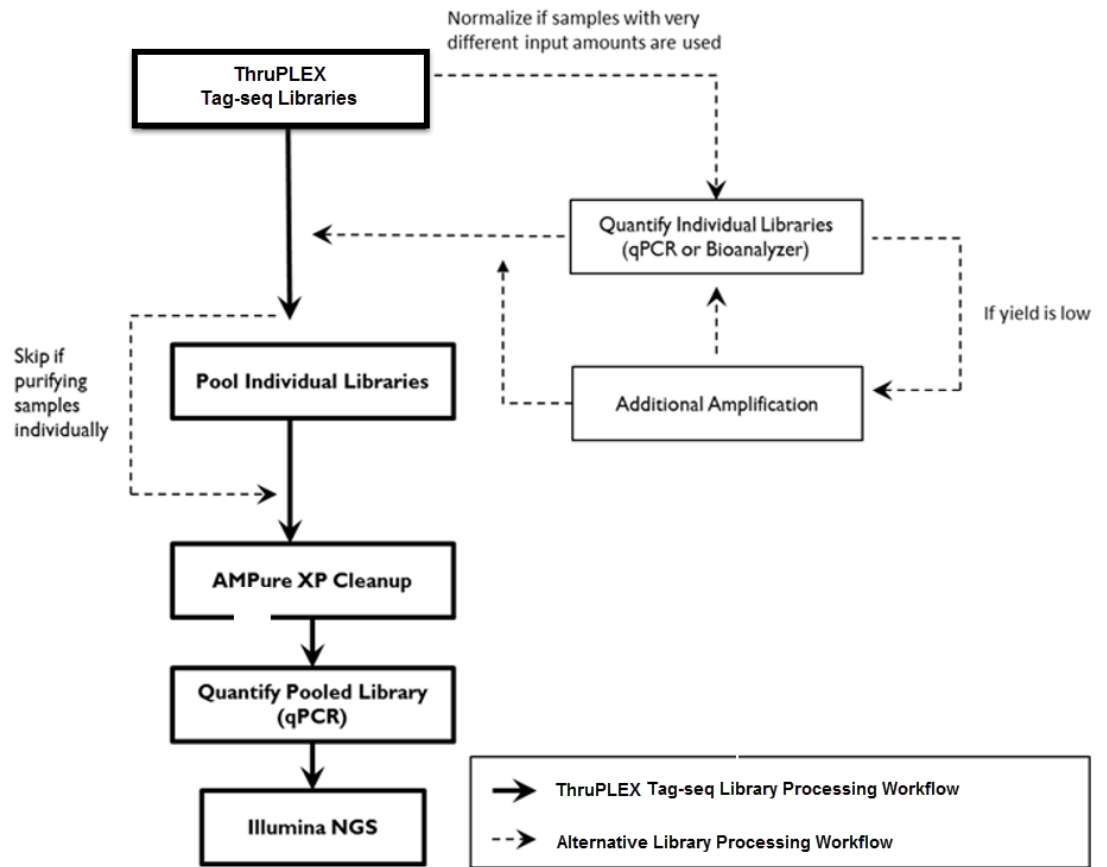 Normalize if samples with very
different input amounts are used
ThruPLEX
Tag-seq Libraries
Quantify Individual Libraries
(qPCR or Bioanalyzer)
If yield is low
Skip if
purifying
samples
individually
Pool Individual Libraries
Additional Amplification
AMPure XP Cleanup
Quantify Pooled Library
(qPCR)
Illumina NGS
ThruPLEX Tag-seq Library Processing Workflow
Alternative Library Processing Workflow